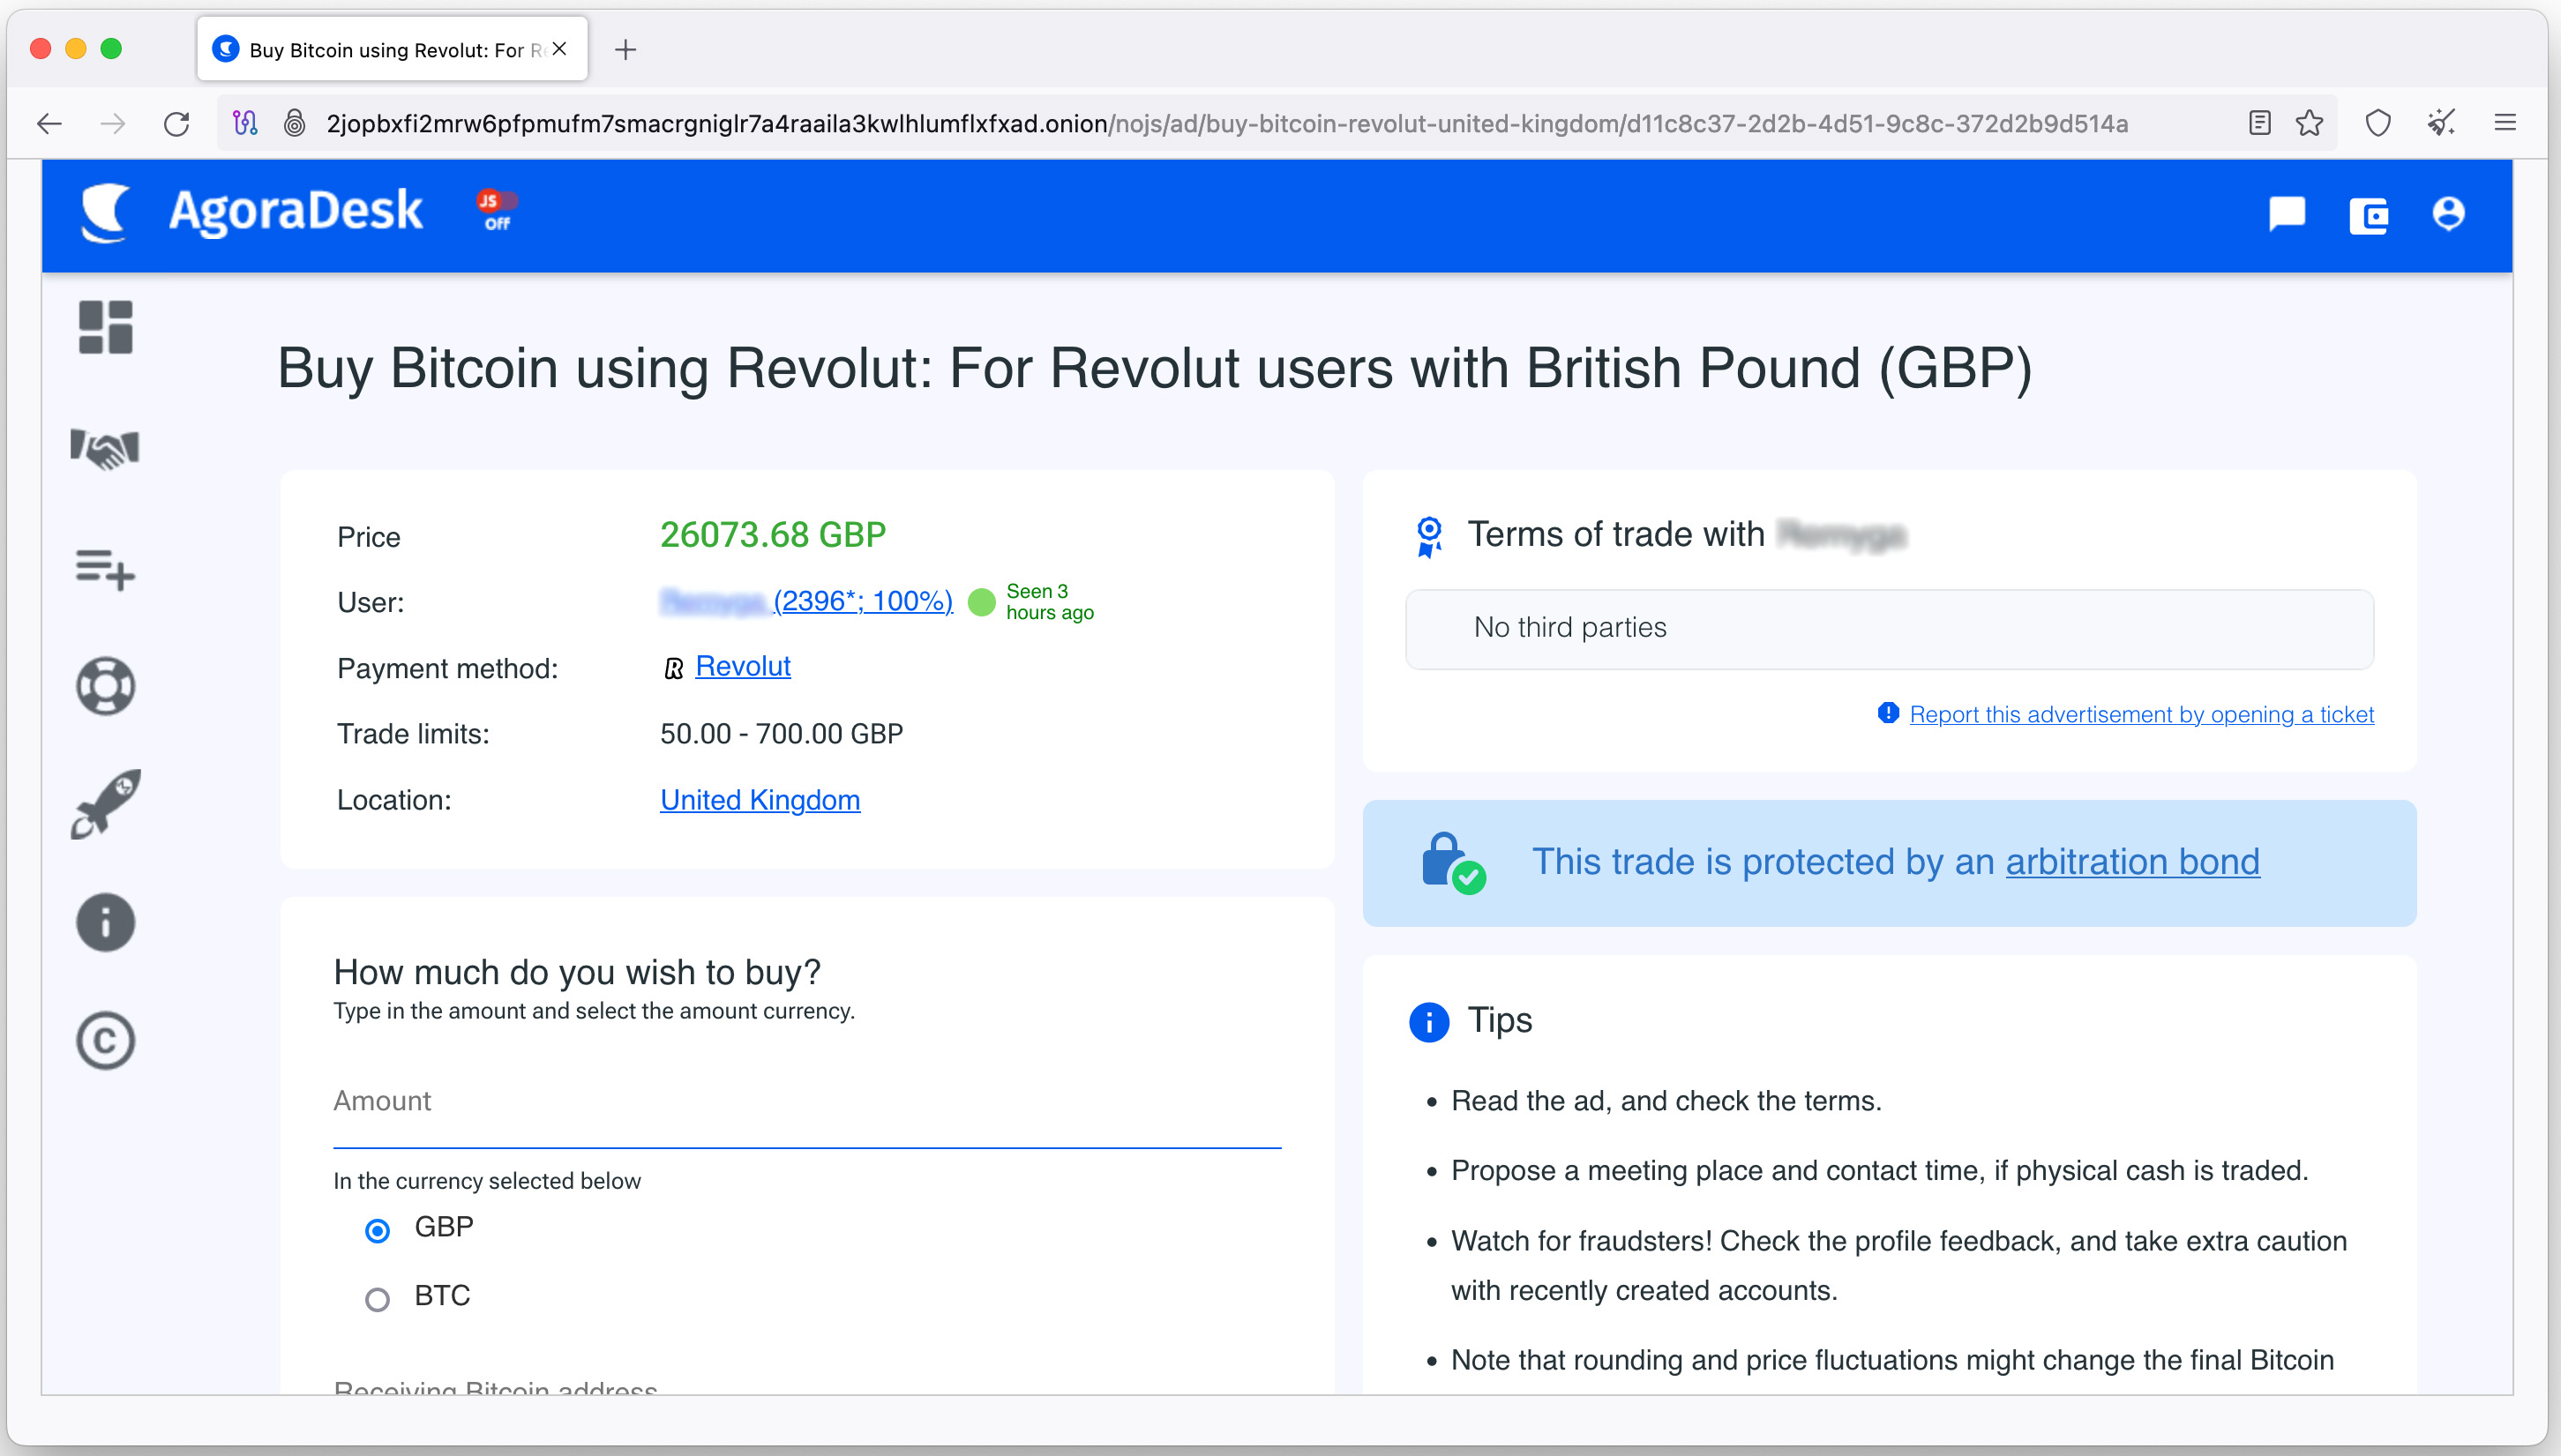 Buy Bitcoin using Revolut: For R
2jopbxfi2mrw6pfpmufm7smacrgniglr7a4raaila3kwlhlumflxfxad.onion/nojs/ad/buy-bitcoin-revolut-united-kingdom/d11c8c37-2d2b-4d51-9c8c-372d2b9d514a
AgoraDesk
JS
Off
Buy Bitcoin using Revolut: For Revolut users with British Pound (GBP)
Price 26073.68 GBP
User: (2396*; 100%) Seen 3
hours ago
Payment method: R Revolut
Trade limits: 50.00 - 700.00 GBP
Location: United Kingdom
How much do you wish to buy?
Type in the amount and select the amount currency.
Amount
In the currency selected below
GBP
BTC
Receiving Bitcoin address
Terms of trade with
No third parties
Report this advertisement by opening a ticket
This trade is protected by an arbitration bond
Tips
• Read the ad, and check the terms.
• Propose a meeting place and contact time, if physical cash is traded.
• Watch for fraudsters! Check the profile feedback, and take extra caution
with recently created accounts.
• Note that rounding and price fluctuations might change the final Bitcoin